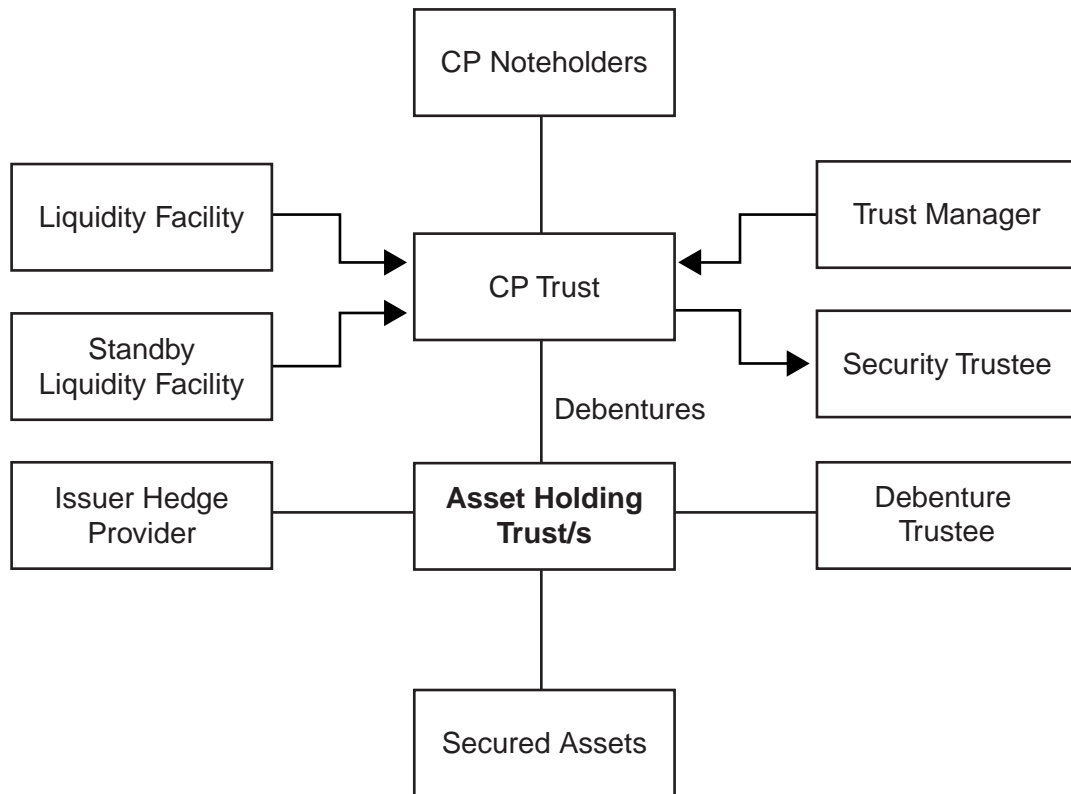 CP Noteholders
Liquidity Facility
Trust Manager
CP Trust
Standby
Liquidity Facility
Security Trustee
Debentures
Issuer Hedge
Provider
Asset Holding
Trust/s
Debenture
Trustee
Secured Assets